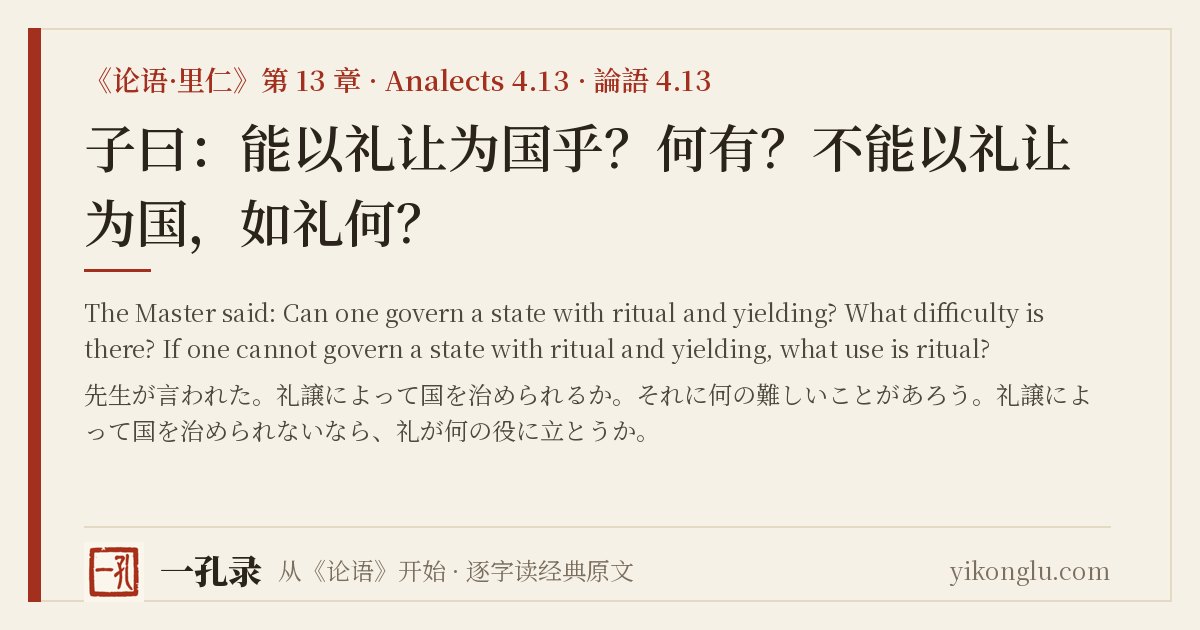 《论语·里仁》第 13 章 · Analects 4.13 · 論語 4.13
子曰：能以礼让为国乎？何有？不能以礼让
为国，如礼何？
The Master said: Can one govern a state with ritual and yielding? What difficulty is
there? If one cannot govern a state with ritual and yielding, what use is ritual?
先生が言われた。礼譲によって国を治められるか。それに何の難しいことがあろう。礼譲によ
って国を治められないなら、礼が何の役に立とうか。
一孔
一孔录 从《论语》开始 · 逐字读经典原文 yikonglu.com